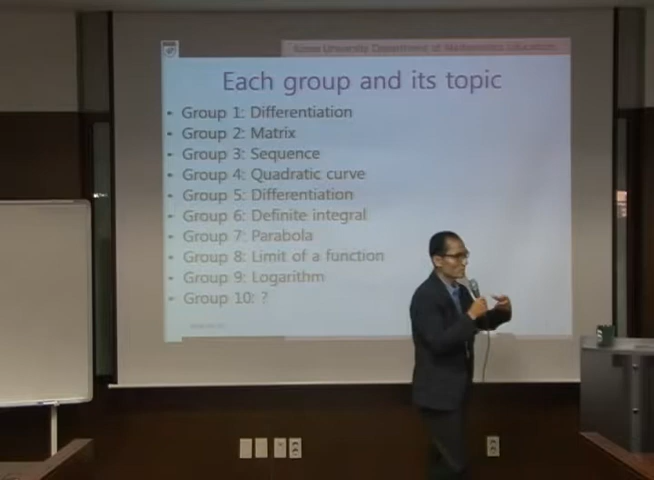 Korea University Department of Mathematics Education
Each group and its topic
• Group 1: Differentiation
• Group 2: Matrix
• Group 3: Sequence
• Group 4: Quadratic curve
• Group 5: Differentiation
• Group 6: Definite integral
• Group 7: Parabola
• Group 8: Limit of a function
• Group 9: Logarithm
• Group 10: ?